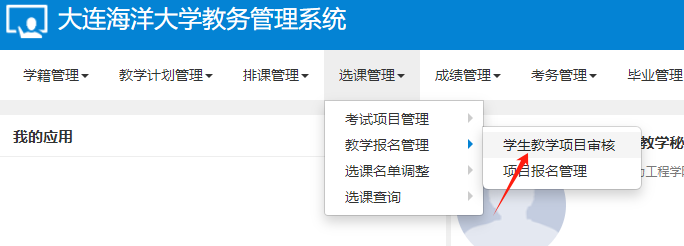 大连海洋大学教务管理系统
学籍管理 教学计划管理 排课管理 选课管理 成绩管理 考务管理 毕业管理
我的应用
考试项目管理
教学报名管理
选课名单调整
选课查询
学生教学项目审核
项目报名管理
教学秘
工程学